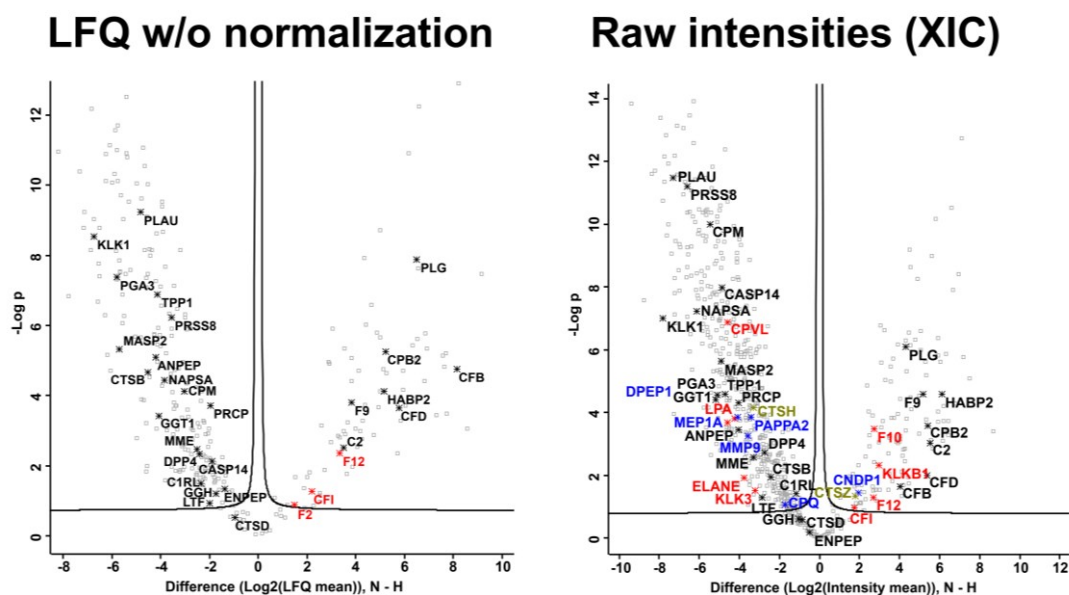 LFQ w/o normalization
12
10
8
6
4
2
0
-Log p
-8 -6 -4 -2 0 2 4 6 8 10
Difference (Log2(LFQ mean)), N - H
PLAU
KLK1
PGA3
TPP1
PRSS8
MASP2
ANPEP
CTSB
NAPSA
CPM
PRCP
GGT1
MME
DPP4
CASP14
C1RL
GGH
ENPEP
LTF
CTSD
PLG
CPB2
CFB
HABP2
F9
CFD
C2
F12
CFI
F2
Raw intensities (XIC)
14
12
10
8
6
4
2
0
-Log p
-10 -8 -6 -4 -2 0 2 4 6 8 10 12
Difference (Log2(Intensity mean)), N - H
PLAU
PRSS8
CPM
CASP14
NAPSA
KLK1
CPVL
MASP2
DPEP1
PGA3
TPP1
GGT1
PRCP
LPA
CTSH
MEP1A
PAPPA2
ANPEP
MMP9
DPP4
MME
CTSB
ELANE
C1RL
CTSZ
CNDP1
KLK3
LTF
CPQ
GGH
CTSD
ENPEP
PLG
F9
HABP2
F10
CPB2
C2
KLKB1
CFD
CFB
F12
CFI